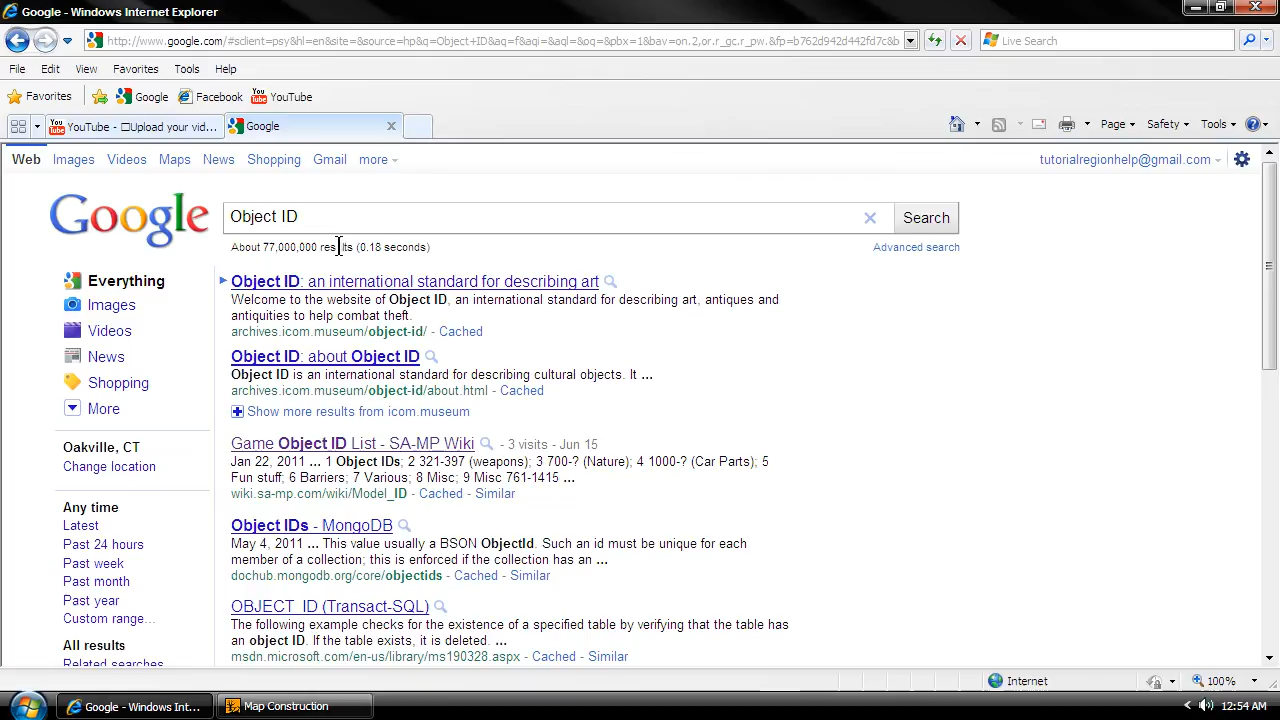 Google - Windows Internet Explorer
http://www.google.com/#sclient=psy&hl=en&site=&source=hp&q=Object+ID&aq=f&aqi=&aql=&oq=&pbx=1&bav=on.2,or.r_gc.r_pw.&fp=b762d942d442fd7c&b
Live Search
File Edit View Favorites Tools Help
Favorites Google Facebook YouTube
YouTube - Upload your vid... Google
Page Safety Tools
Web Images Videos Maps News Shopping Gmail more
tutorialregionhelp@gmail.com
Google
Object ID
Search
About 77,000,000 results (0.18 seconds)
Advanced search
Everything
Images
Videos
News
Shopping
More
Oakville, CT
Change location
Any time
Latest
Past 24 hours
Past week
Past month
Past year
Custom range...
All results
Related searches
Object ID: an international standard for describing art
Welcome to the website of Object ID, an international standard for describing art, antiques and
antiquities to help combat theft.
archives.icom.museum/object-id/ - Cached
Object ID: about Object ID
Object ID is an international standard for describing cultural objects. It ...
archives.icom.museum/object-id/about.html - Cached
Show more results from icom.museum
Game Object ID List - SA-MP Wiki - 3 visits - Jun 15
Jan 22, 2011 ... 1 Object IDs; 2 321-397 (weapons); 3 700-? (Nature); 4 1000-? (Car Parts); 5
Fun stuff; 6 Barriers; 7 Various; 8 Misc; 9 Misc 761-1415 ...
wiki.sa-mp.com/wiki/Model_ID - Cached - Similar
Object IDs - MongoDB
May 4, 2011 ... This value usually a BSON ObjectId. Such an id must be unique for each
member of a collection; this is enforced if the collection has an ...
dochub.mongodb.org/core/objectids - Cached - Similar
OBJECT_ID (Transact-SQL)
The following example checks for the existence of a specified table by verifying that the table has
an object ID. If the table exists, it is deleted. ...
msdn.microsoft.com/en-us/library/ms190328.aspx - Cached - Similar
Internet
100%
Google - Windows Int...
Map Construction
12:54 AM